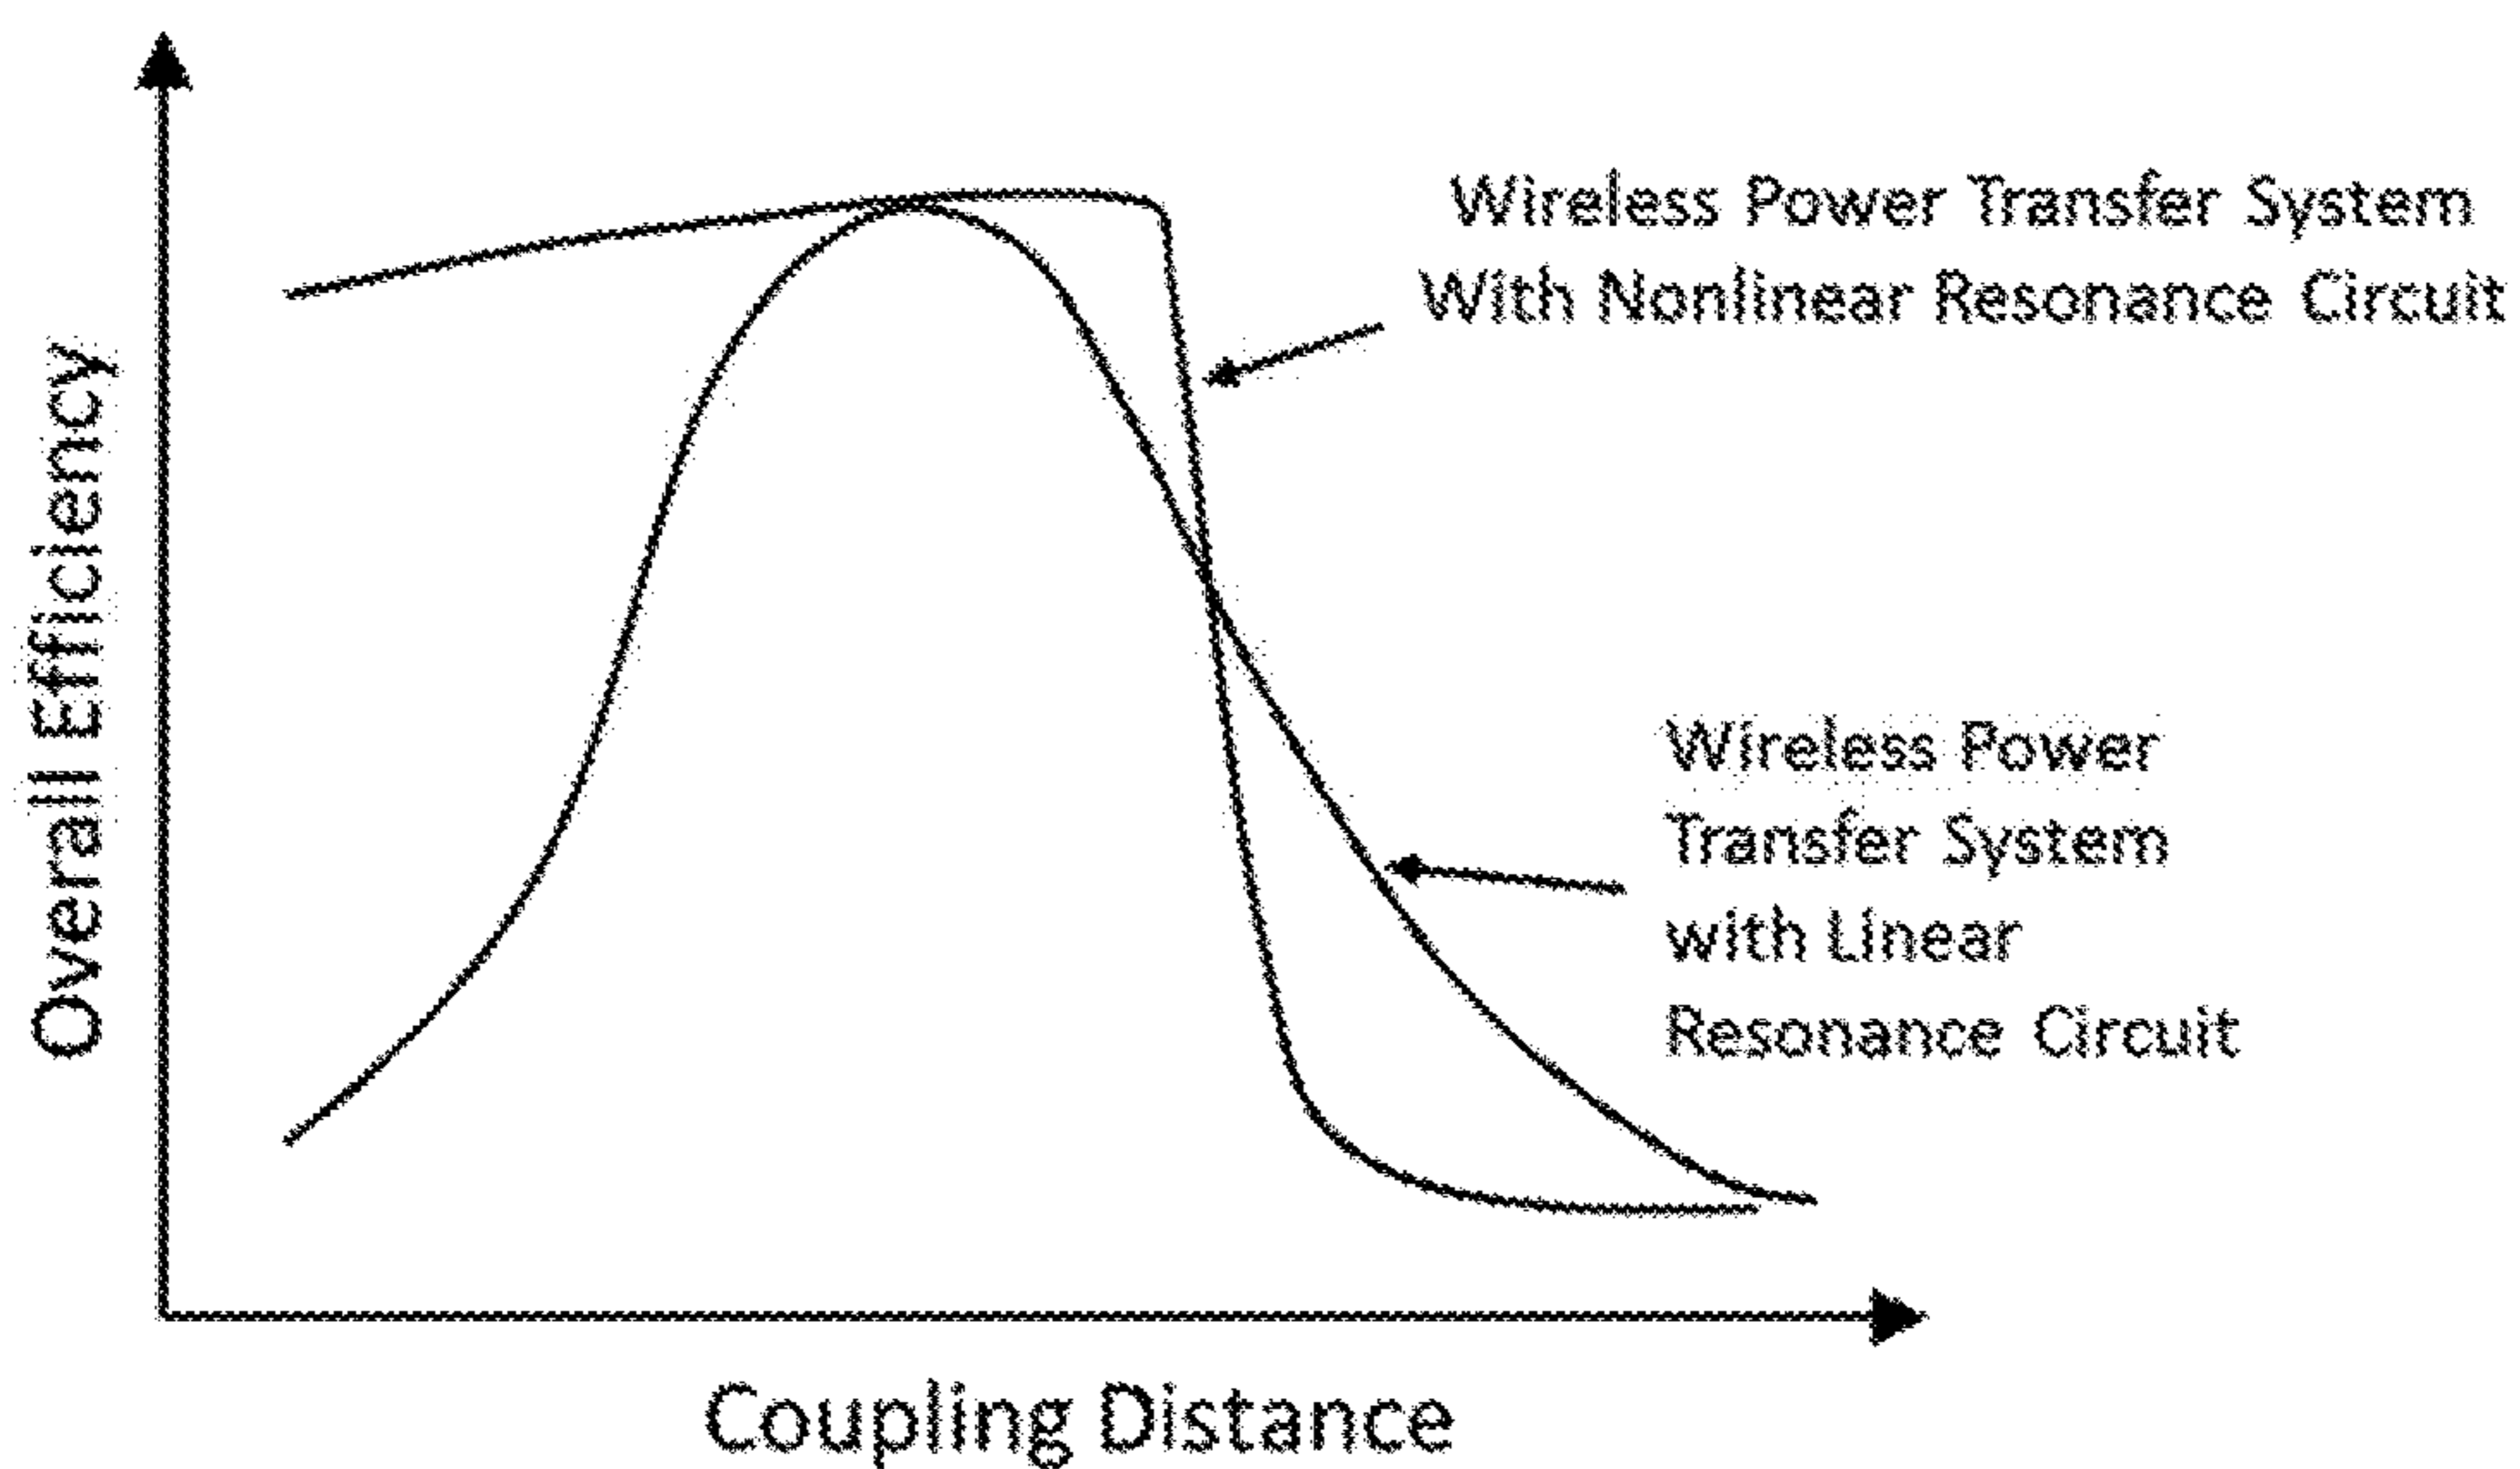 Wireless Power Transfer System
With Nonlinear Resonance Circuit
Overall Efficiency
Wireless Power
Transfer System
with Linear
Resonance Circuit
Coupling Distance